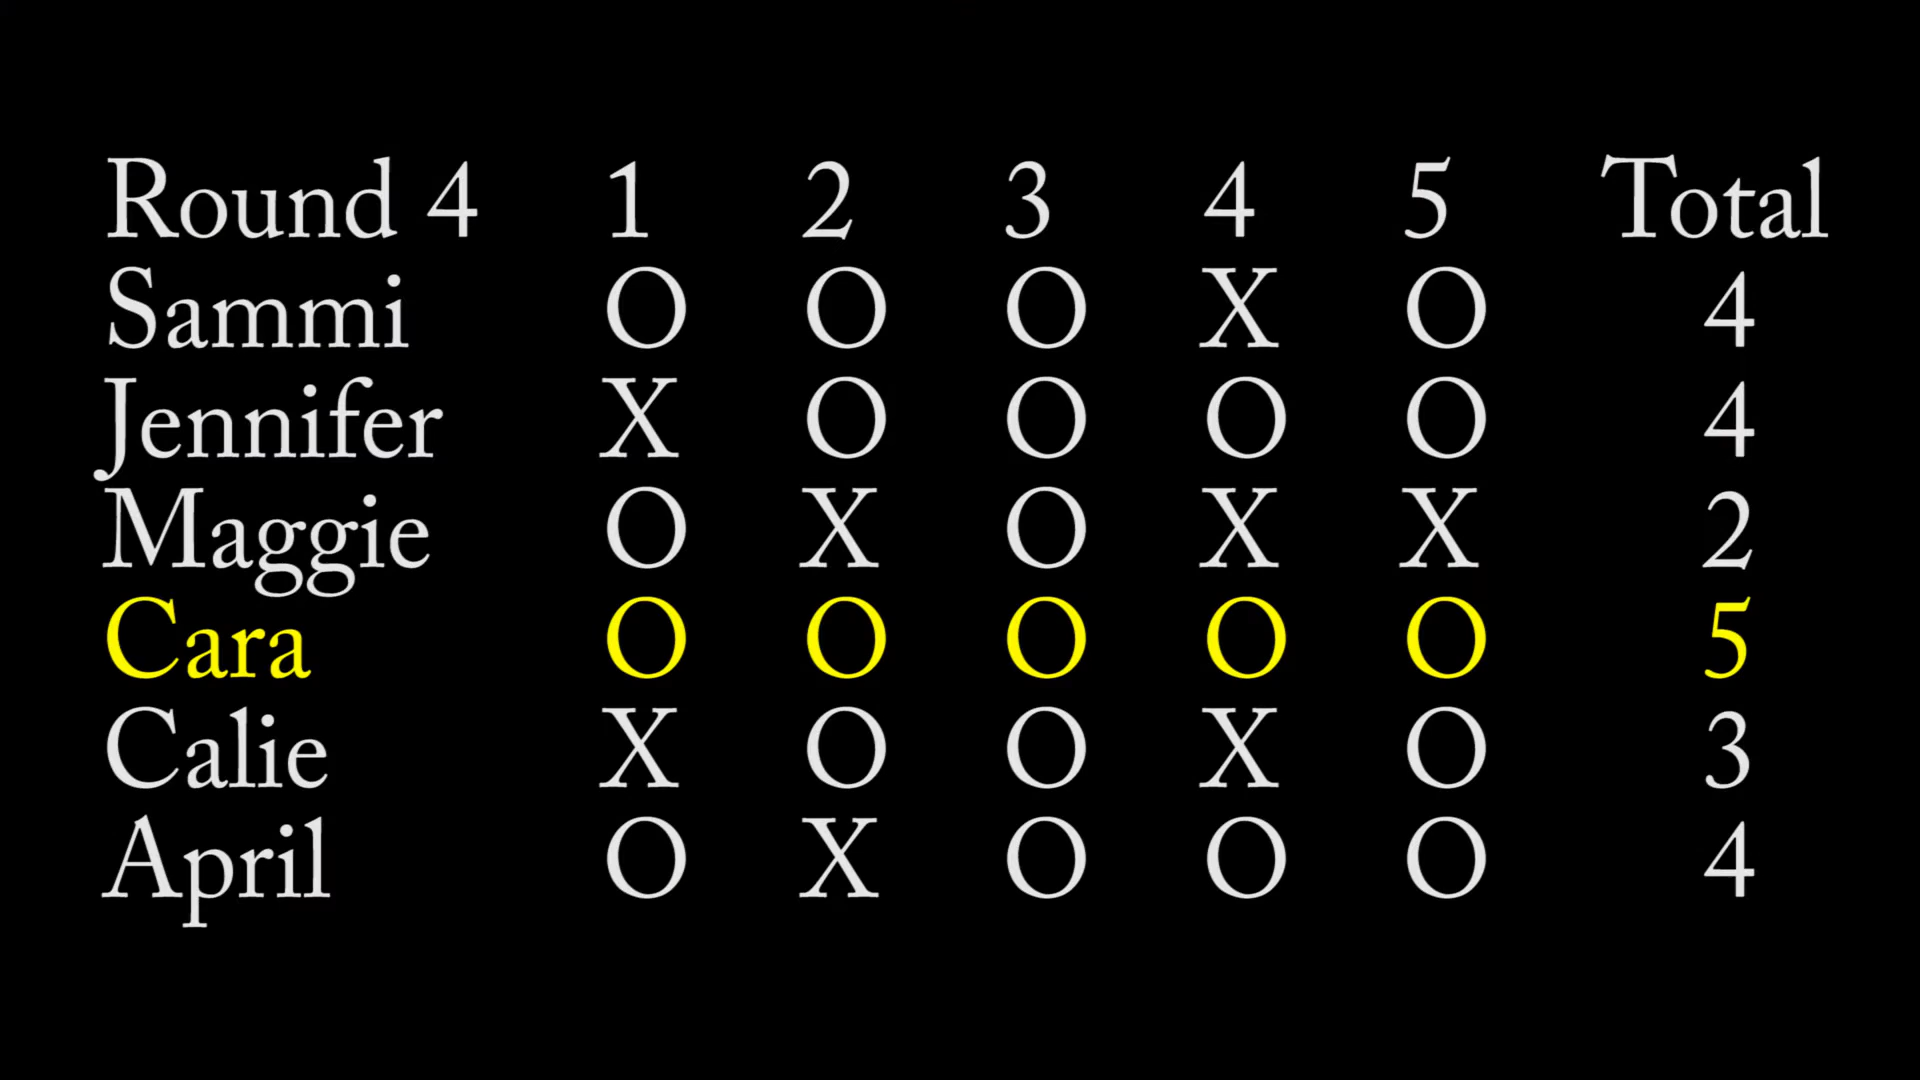 Round 4 1 2 3 4 5 Total
Sammi O O O X O 4
Jennifer X O O O O 4
Maggie O X O X X 2
Cara O O O O O 5
Calie X O O X O 3
April O X O O O 4